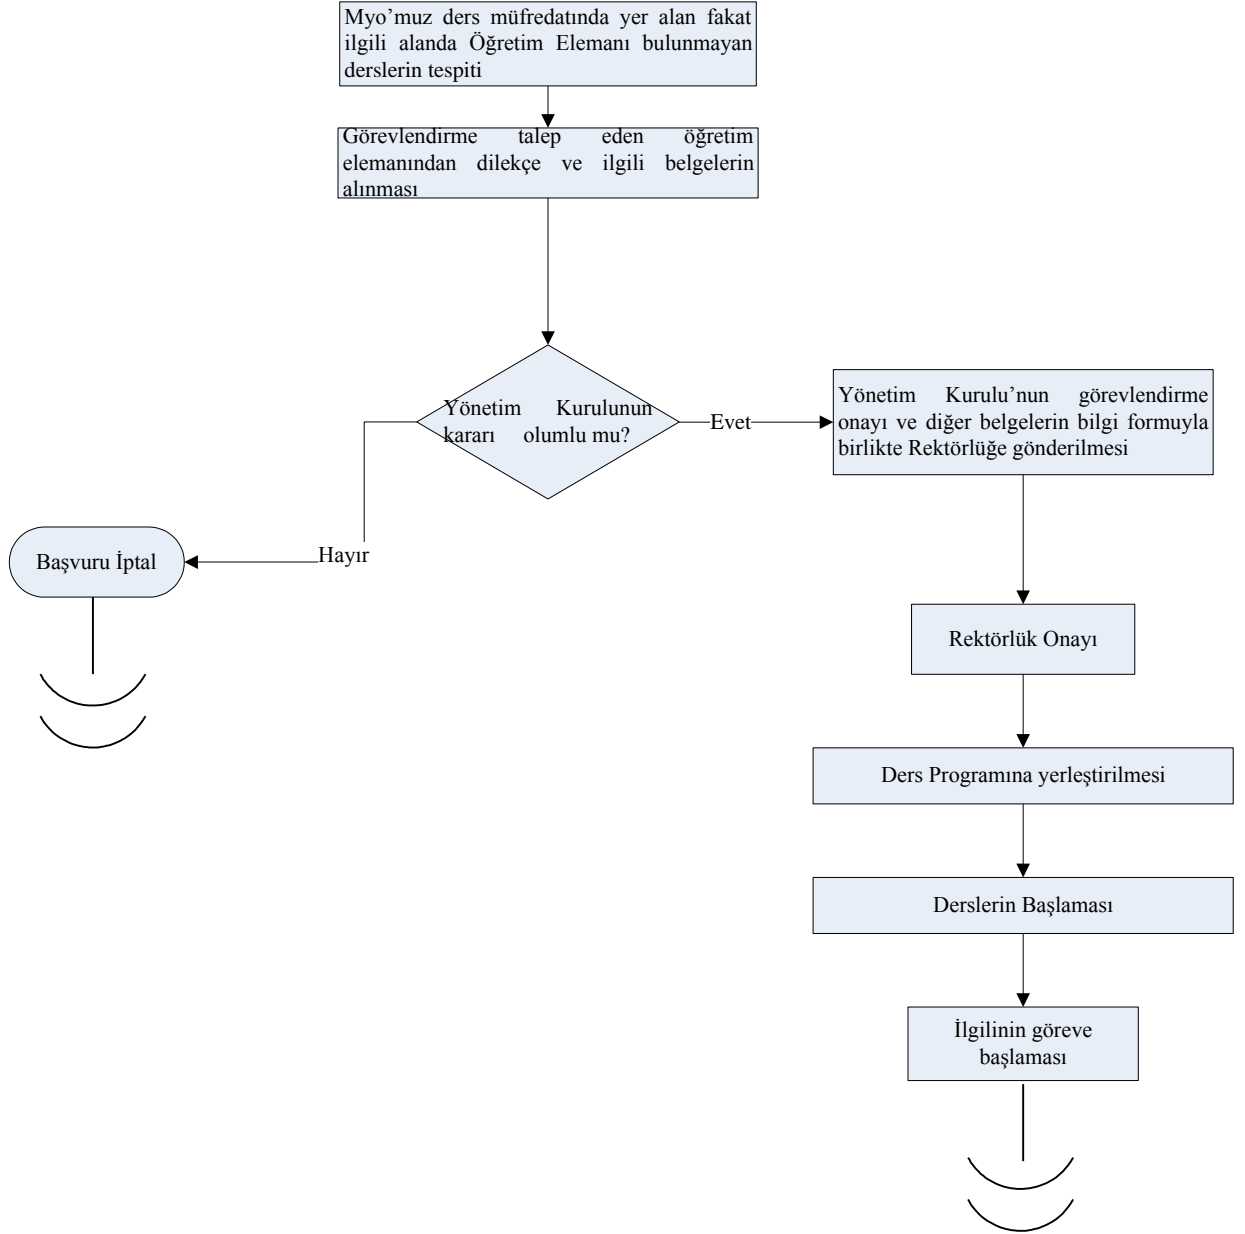 Myo’muz ders müfredatında yer alan fakat
ilgili alanda Öğretim Elemanı bulunmayan
derslerin tespiti
Görevlendirme talep eden öğretim
elemanından dilekçe ve ilgili belgelerin
alınması
Yönetim Kurulunun
kararı olumlu mu?
Evet
Yönetim Kurulu’nun görevlendirme
onayı ve diğer belgelerin bilgi formuyla
birlikte Rektörlüğe gönderilmesi
Hayır
Başvuru İptal
Rektörlük Onayı
Ders Programına yerleştirilmesi
Derslerin Başlaması
İlgilinin göreve
başlaması